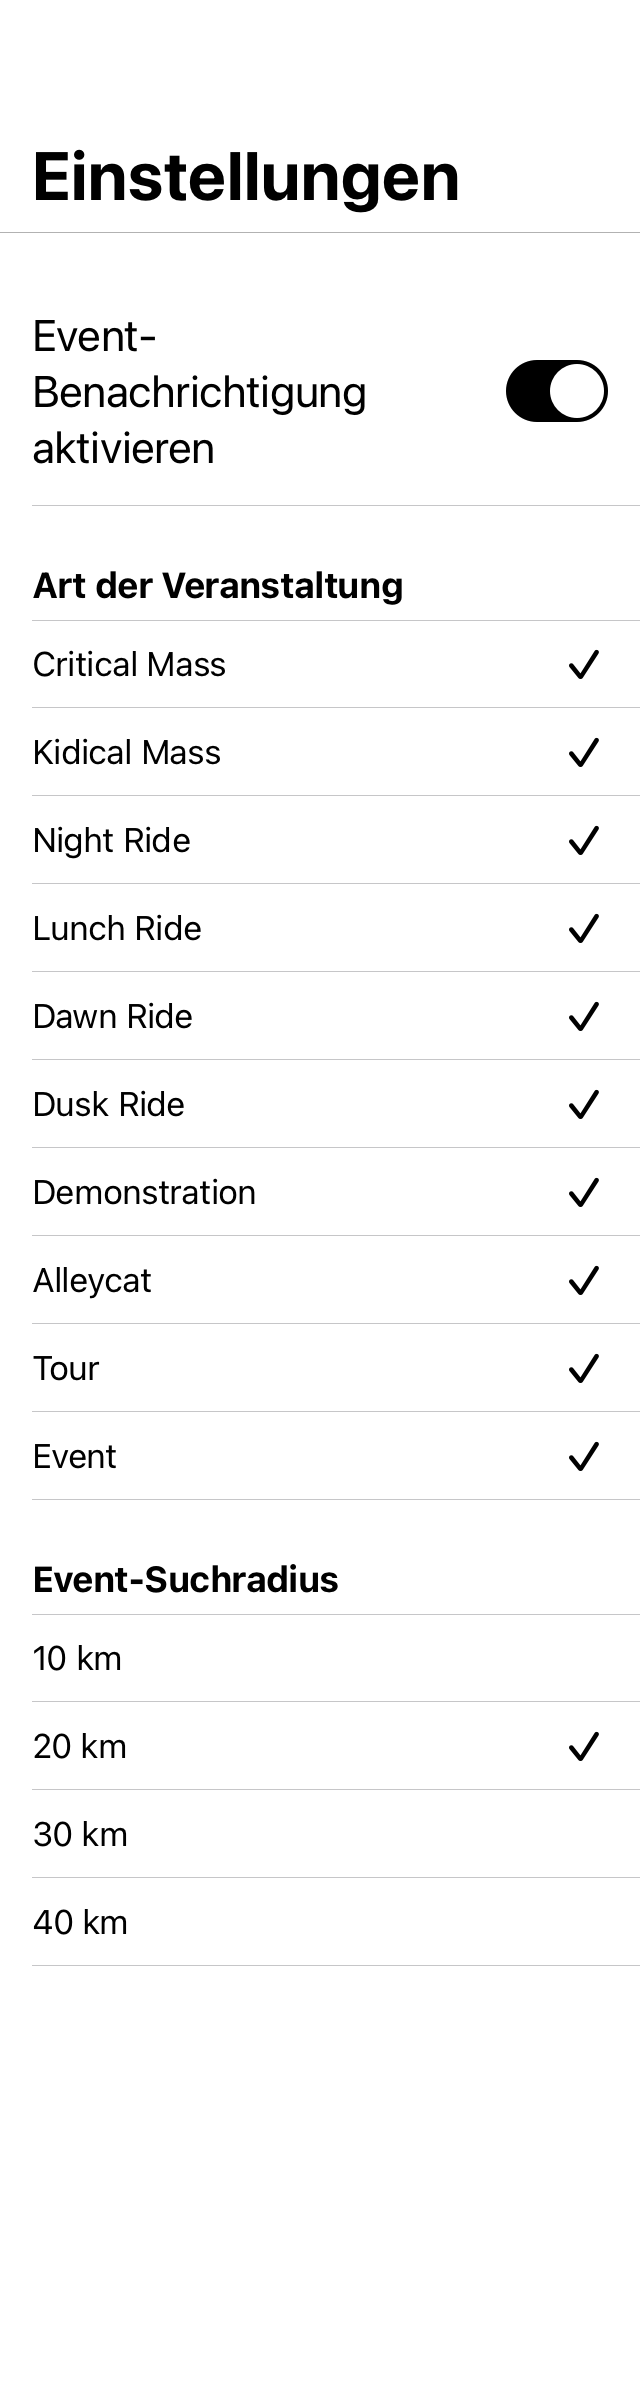 Einstellungen
Event-
Benachrichtigung
aktivieren
Art der Veranstaltung
Critical Mass
Kidical Mass
Night Ride
Lunch Ride
Dawn Ride
Dusk Ride
Demonstration
Alleycat
Tour
Event
Event-Suchradius
10 km
20 km
30 km
40 km